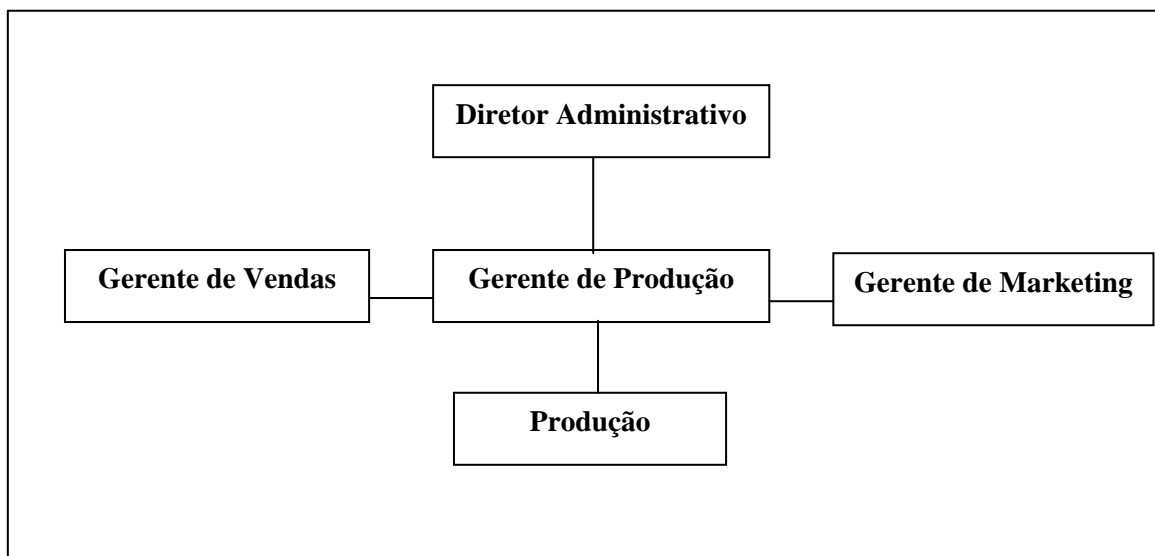 Diretor Administrativo
Gerente de Vendas
Gerente de Produção
Gerente de Marketing
Produção